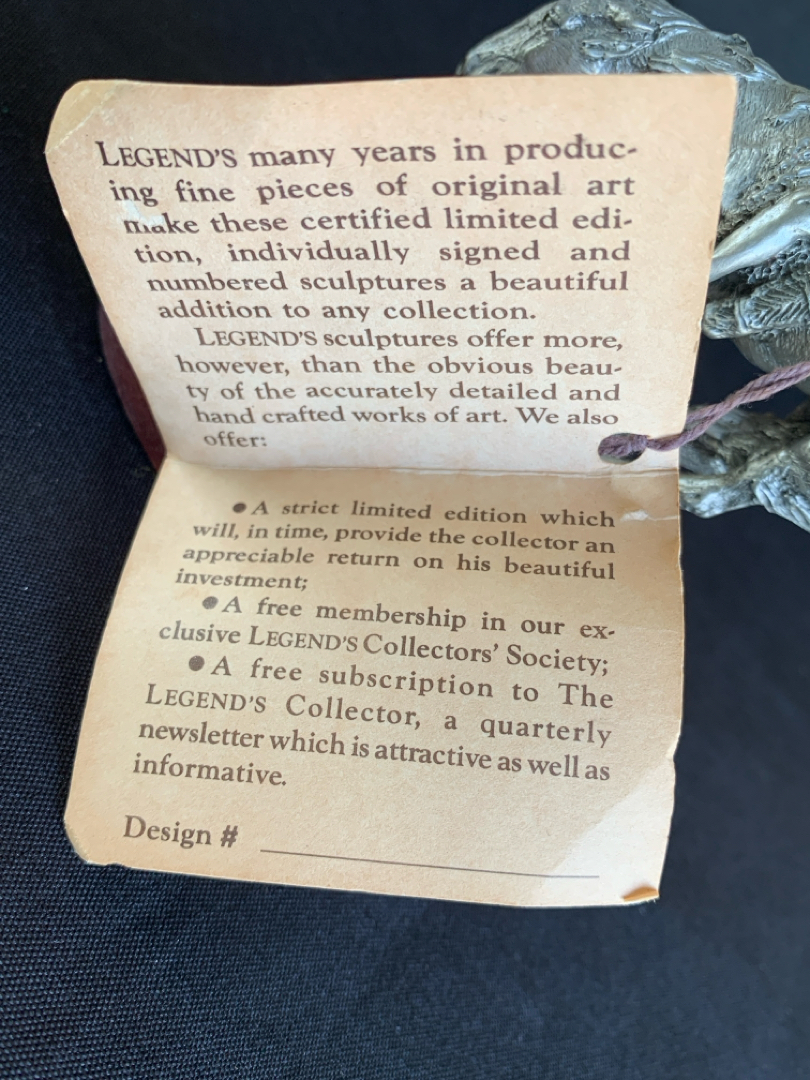 LEGEND'S many years in produc-
ing fine pieces of original art
make these certified limited edi-
tion, individually signed and
numbered sculptures a beautiful
addition to any collection.
LEGEND'S sculptures offer more,
however, than the obvious beau-
ty of the accurately detailed and
hand crafted works of art. We also
offer:
● A strict limited edition which
will, in time, provide the collector an
appreciable return on his beautiful
investment;
● A free membership in our ex-
clusive LEGEND'S Collectors' Society;
● A free subscription to The
LEGEND'S Collector, a quarterly
newsletter which is attractive as well as
informative.
Design # ____________________